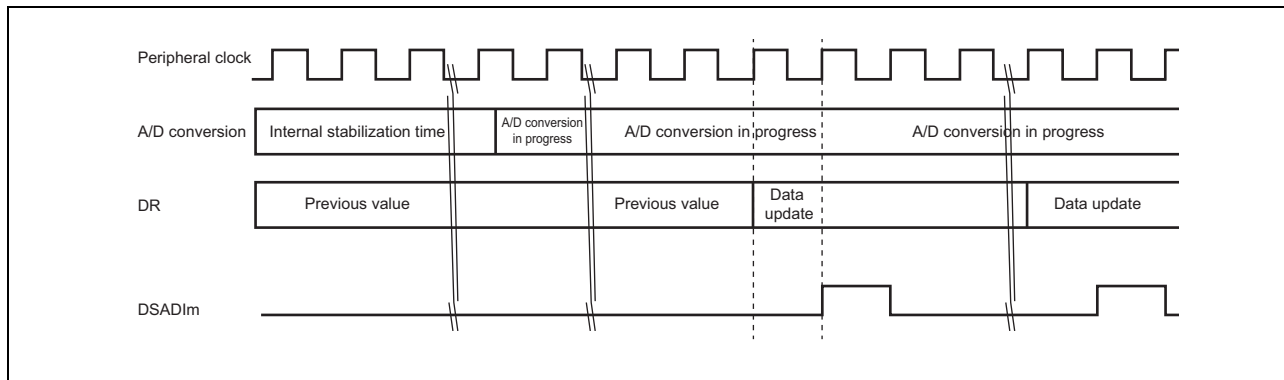 Peripheral clock
A/D conversion
Internal stabilization time
A/D conversion
in progress
A/D conversion in progress
A/D conversion in progress
DR
Previous value
Previous value
Data
update
Data update
DSADIm